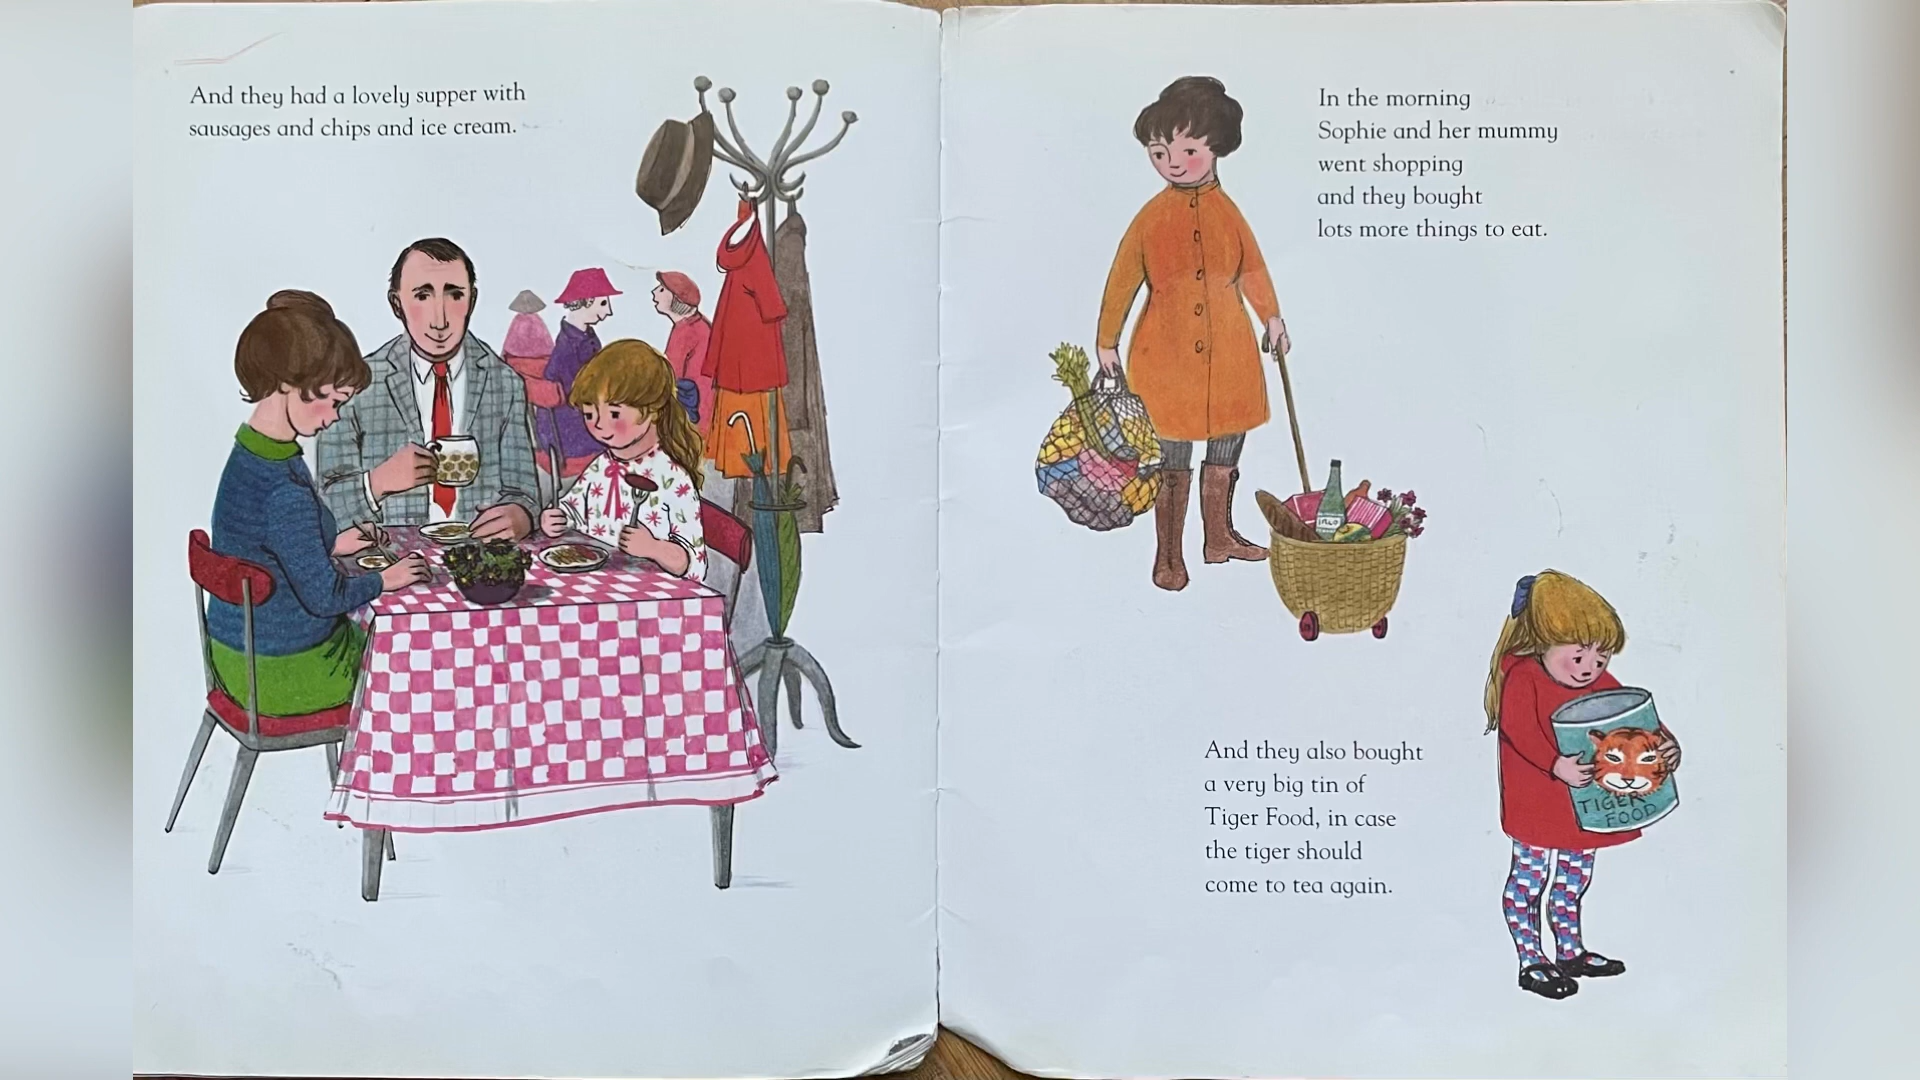 And they had a lovely supper with
sausages and chips and ice cream.
In the morning
Sophie and her mummy
went shopping
and they bought
lots more things to eat.
And they also bought
a very big tin of
Tiger Food, in case
the tiger should
come to tea again.
TIGER
FOOD